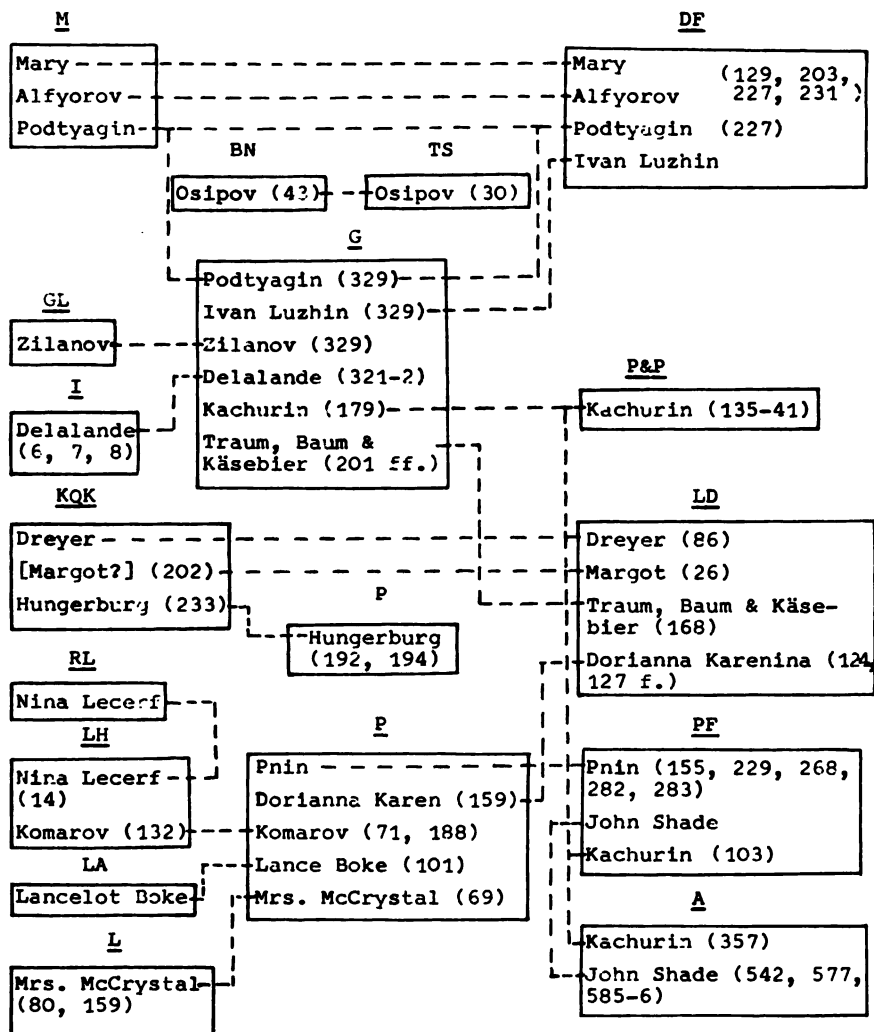 M
Mary
Alfyorov
Podtyagin
DF
Mary (129, 203,
Alfyorov 227, 231)
Podtyagin (227)
Ivan Luzhin
BN
Osipov (43)
TS
Osipov (30)
G
Podtyagin (329)
Ivan Luzhin (329)
Zilanov (329)
Delalande (321-2)
Kachurin (179)
Traum, Baum &
Käsebier (201 ff.)
GL
Zilanov
I
Delalande
(6, 7, 8)
P&P
Kachurin (135-41)
KQK
Dreyer
[Margot?] (202)
Hungerburg (233)
P
Hungerburg
(192, 194)
LD
Dreyer (86)
Margot (26)
Traum, Baum & Käse-
bier (168)
Dorianna Karenina (124,
127 f.)
RL
Nina Lecerf
LH
Nina Lecerf
(14)
Komarov (132)
LA
Lancelot Boke
L
Mrs. McCrystal
(80, 159)
P
Pnin
Dorianna Karen (159)
Komarov (71, 188)
Lance Boke (101)
Mrs. McCrystal (69)
PF
Pnin (155, 229, 268,
282, 283)
John Shade
Kachurin (103)
A
Kachurin (357)
John Shade (542, 577,
585-6)